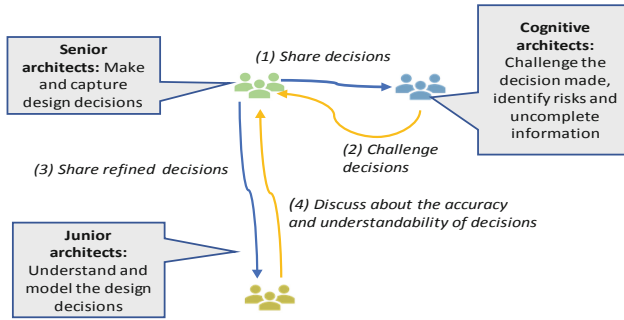 Senior
architects: Make
and capture
design decisions
(1) Share decisions
Cognitive
architects:
Challenge the
decision made,
identify risks and
uncomplete
information
(2) Challenge
decisions
(3) Share refined decisions
(4) Discuss about the accuracy
and understandability of decisions
Junior
architects:
Understand and
model the design
decisions